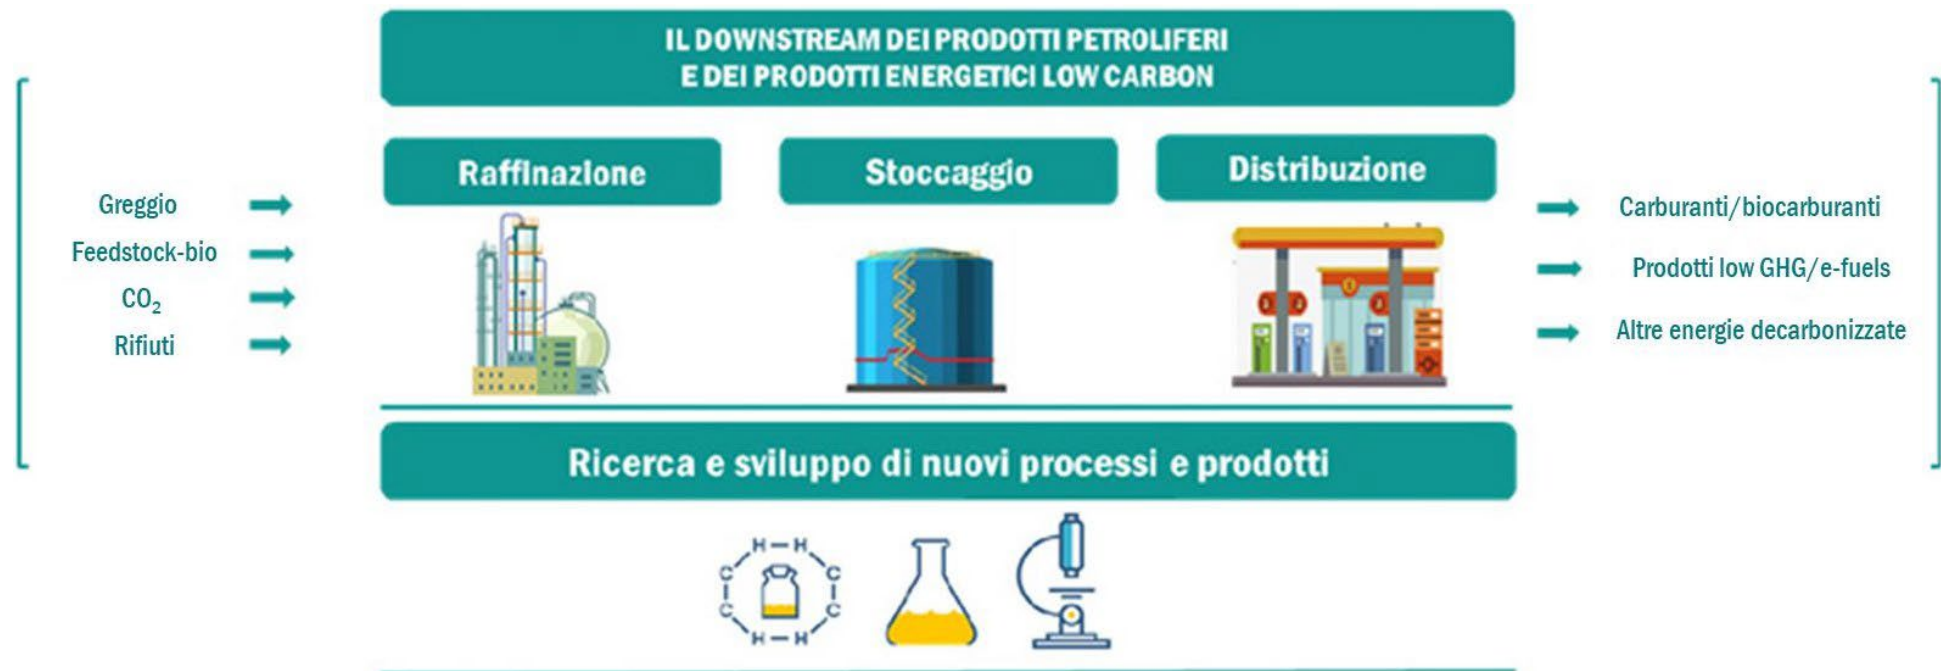 IL DOWNSTREAM DEI PRODOTTI PETROLIFERI
E DEI PRODOTTI ENERGETICI LOW CARBON
Raffinazione
Stoccaggio
Distribuzione
Greggio
Feedstock-bio
CO₂
Rifiuti
Carburanti/biocarburanti
Prodotti low GHG/e-fuels
Altre energie decarbonizzate
Ricerca e sviluppo di nuovi processi e prodotti
H H
C C
C C
H H